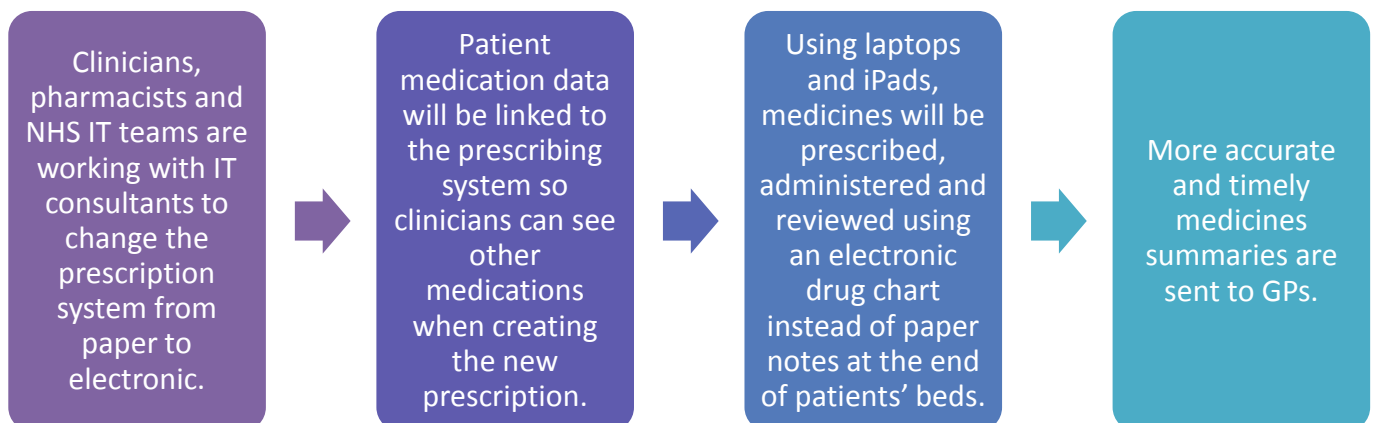 Clinicians,
pharmacists and
NHS IT teams are
working with IT
consultants to
change the
prescription
system from
paper to
electronic.
Patient
medication data
will be linked to
the prescribing
system so
clinicians can see
other
medications
when creating
the new
prescription.
Using laptops
and iPads,
medicines will be
prescribed,
administered and
reviewed using
an electronic
drug chart
instead of paper
notes at the end
of patients’ beds.
More accurate
and timely
medicines
summaries are
sent to GPs.